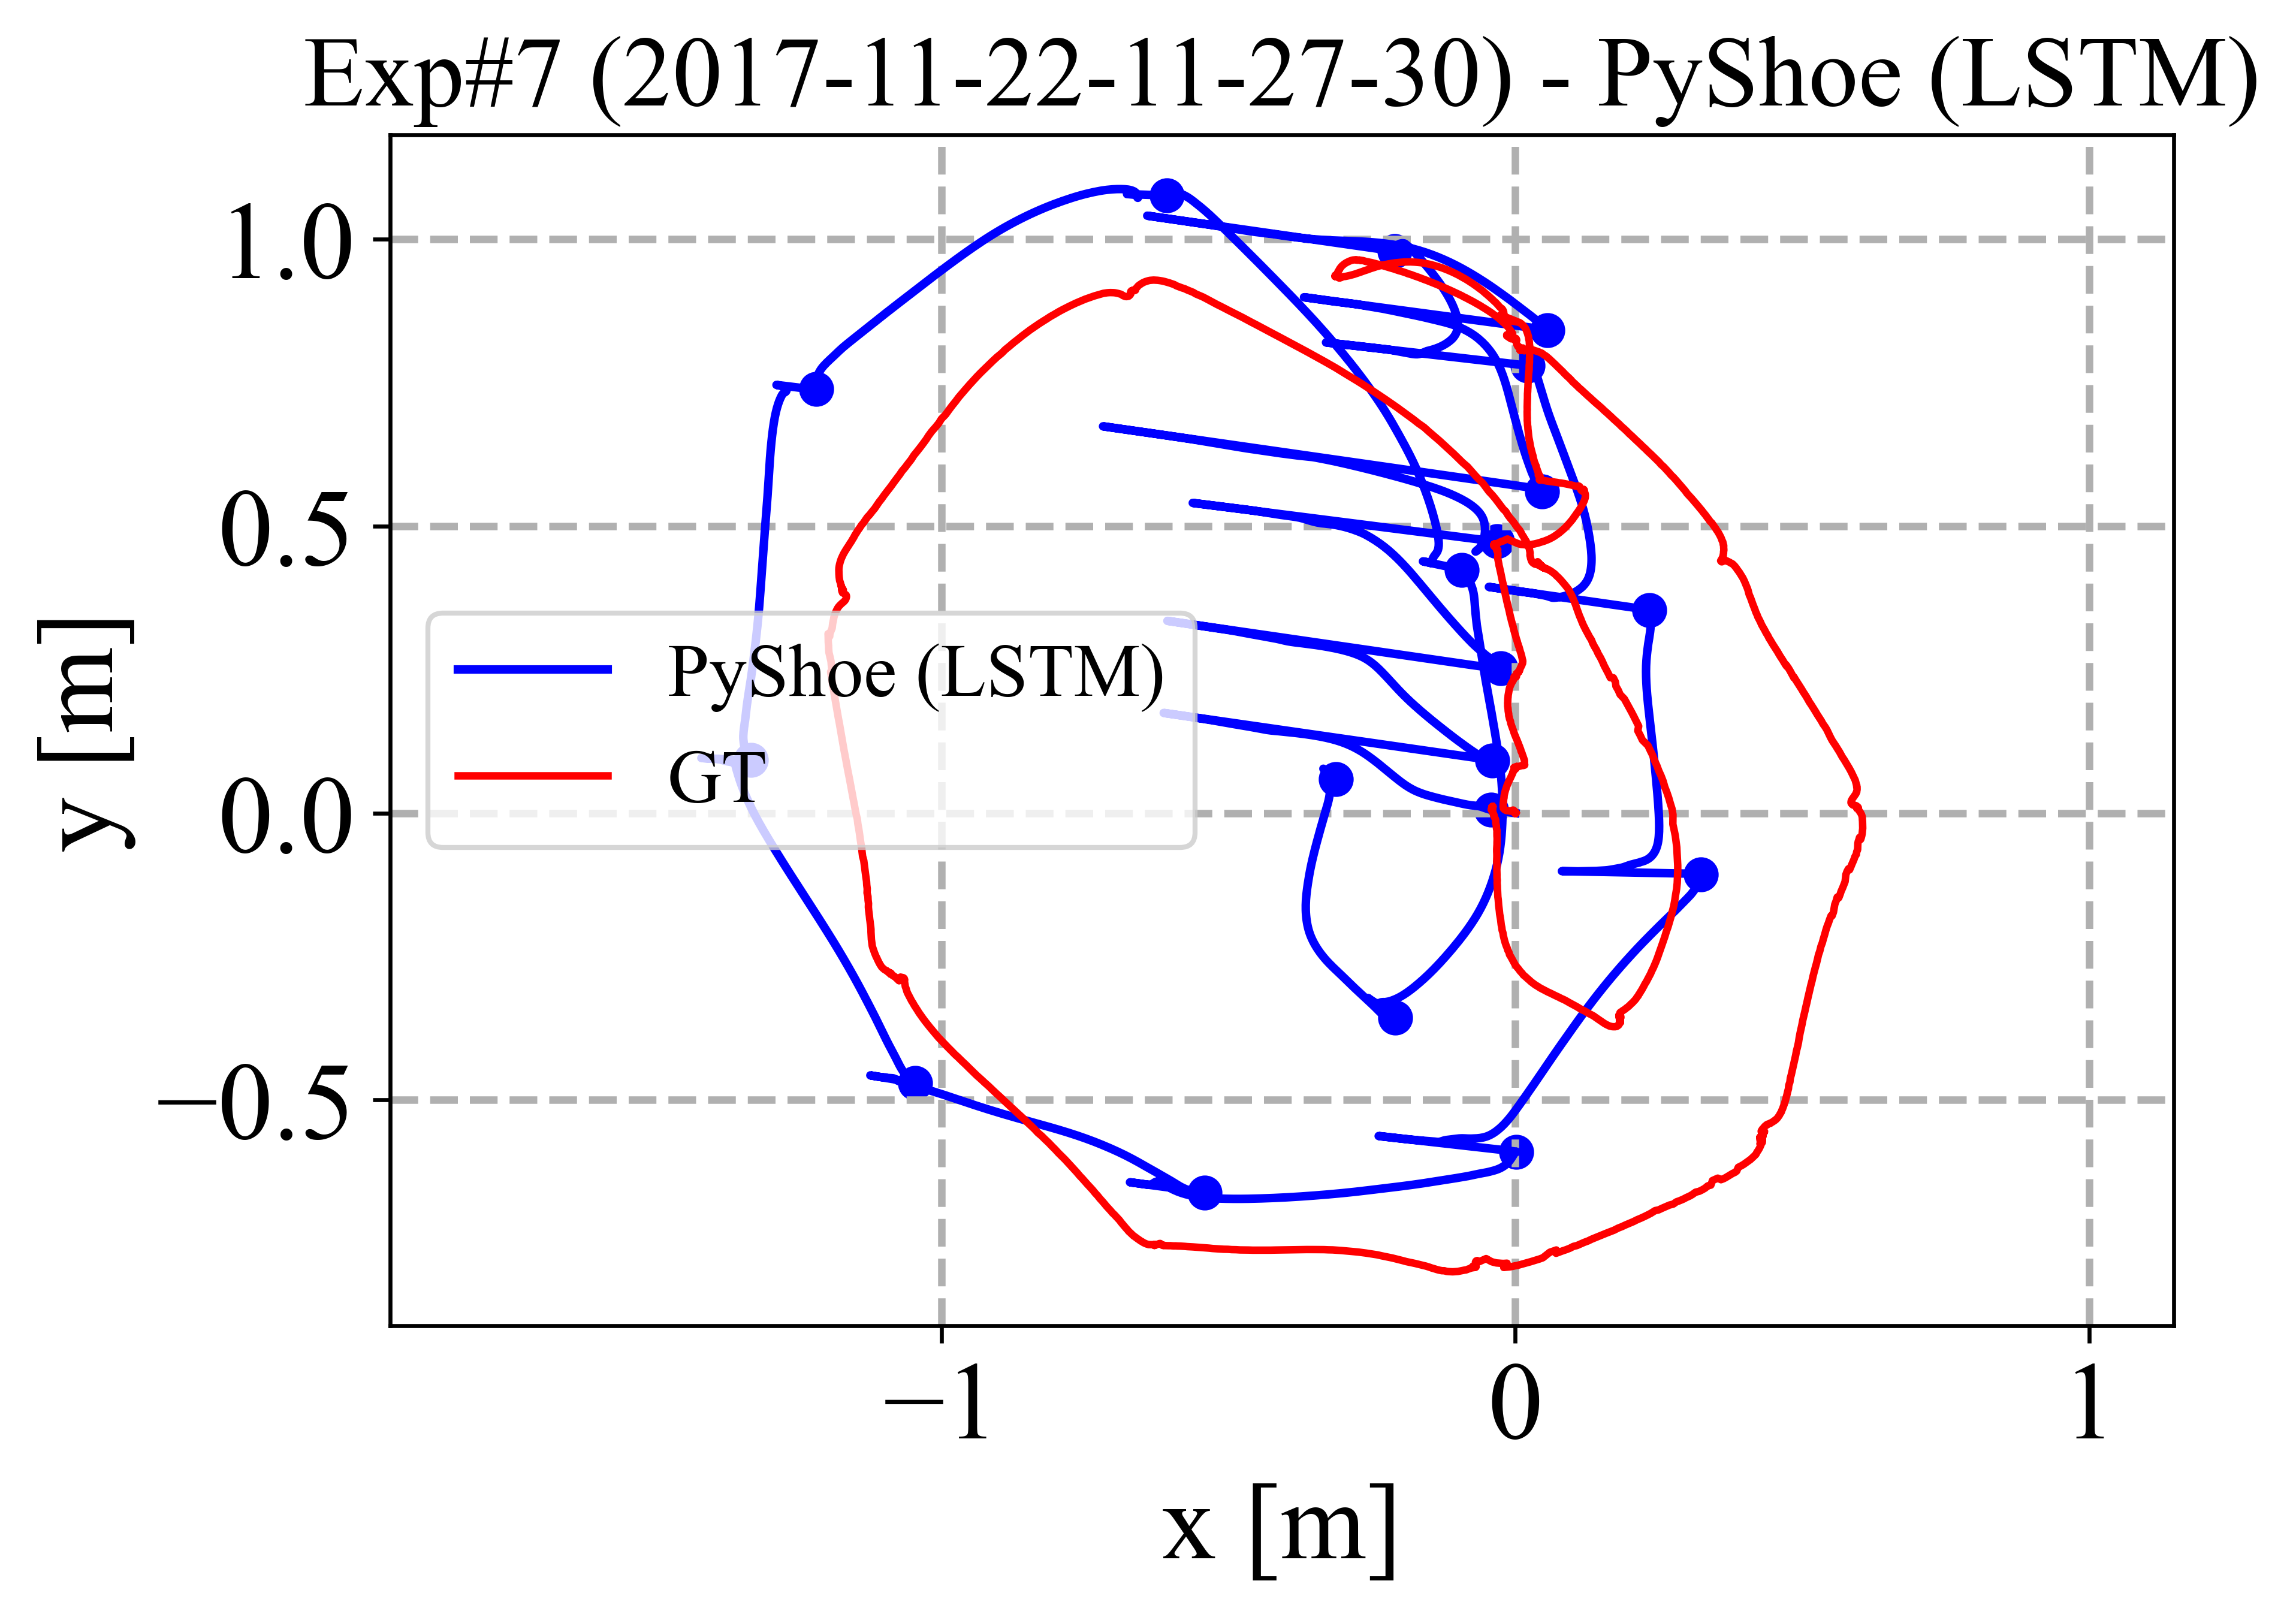 Exp#7 (2017-11-22-11-27-30) - PyShoe (LSTM)
1.0
0.5
0.0
−0.5
y [m]
PyShoe (LSTM)
GT
−1
0
1
x [m]